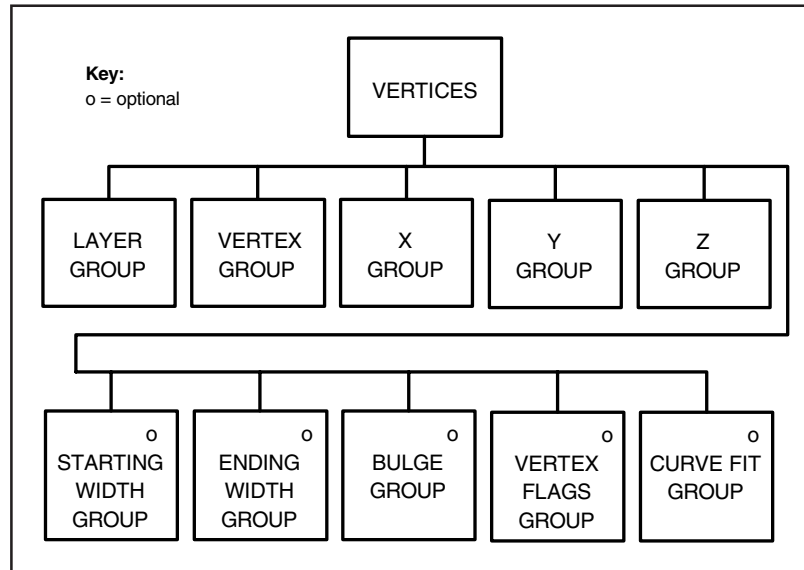 Key:
o = optional
VERTICES
LAYER
GROUP
VERTEX
GROUP
X
GROUP
Y
GROUP
Z
GROUP
o
STARTING
WIDTH
GROUP
o
ENDING
WIDTH
GROUP
o
BULGE
GROUP
o
VERTEX
FLAGS
GROUP
o
CURVE FIT
GROUP